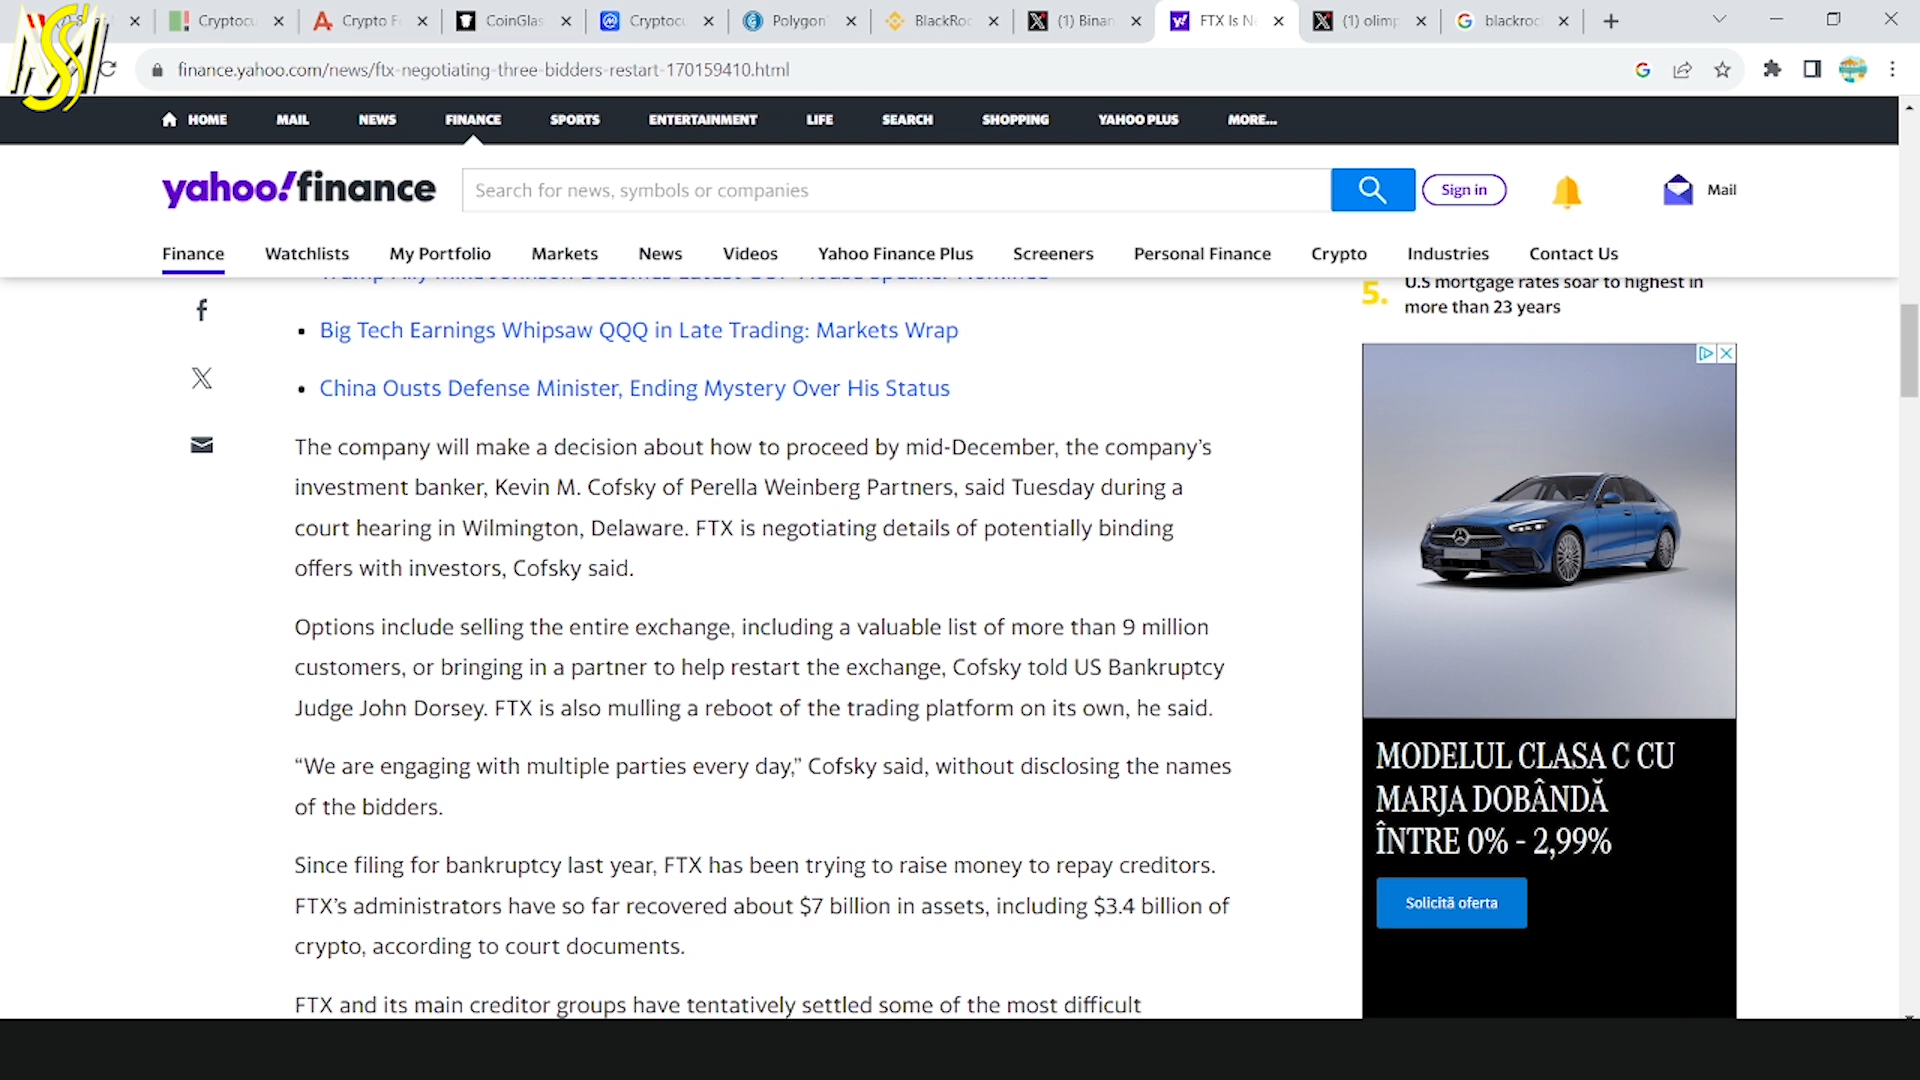 Cryptocu
Crypto F
CoinGlas
Cryptocu
Polygon'
BlackRoc
(1) Binan
FTX Is N
(1) olimp
blackroc
finance.yahoo.com/news/ftx-negotiating-three-bidders-restart-170159410.html
HOME MAIL NEWS FINANCE SPORTS ENTERTAINMENT LIFE SEARCH SHOPPING YAHOO PLUS MORE...
yahoo!finance
Search for news, symbols or companies
Sign in
Mail
Finance Watchlists My Portfolio Markets News Videos Yahoo Finance Plus Screeners Personal Finance Crypto Industries Contact Us
• Big Tech Earnings Whipsaw QQQ in Late Trading: Markets Wrap
• China Ousts Defense Minister, Ending Mystery Over His Status
The company will make a decision about how to proceed by mid-December, the company’s
investment banker, Kevin M. Cofsky of Perella Weinberg Partners, said Tuesday during a
court hearing in Wilmington, Delaware. FTX is negotiating details of potentially binding
offers with investors, Cofsky said.
Options include selling the entire exchange, including a valuable list of more than 9 million
customers, or bringing in a partner to help restart the exchange, Cofsky told US Bankruptcy
Judge John Dorsey. FTX is also mulling a reboot of the trading platform on its own, he said.
“We are engaging with multiple parties every day,” Cofsky said, without disclosing the names
of the bidders.
Since filing for bankruptcy last year, FTX has been trying to raise money to repay creditors.
FTX’s administrators have so far recovered about $7 billion in assets, including $3.4 billion of
crypto, according to court documents.
FTX and its main creditor groups have tentatively settled some of the most difficult
5. U.S mortgage rates soar to highest in
more than 23 years
MODELUL CLASA C CU
MARJA DOBÂNDĂ
ÎNTRE 0% - 2,99%
Solicită oferta